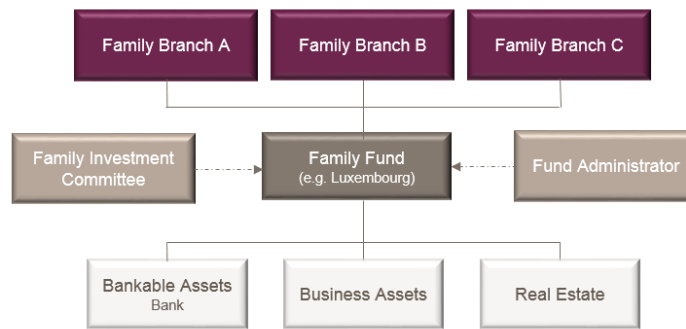 Family Branch A
Family Branch B
Family Branch C
Family Investment
Committee
Family Fund
(e.g. Luxembourg)
Fund Administrator
Bankable Assets
Bank
Business Assets
Real Estate